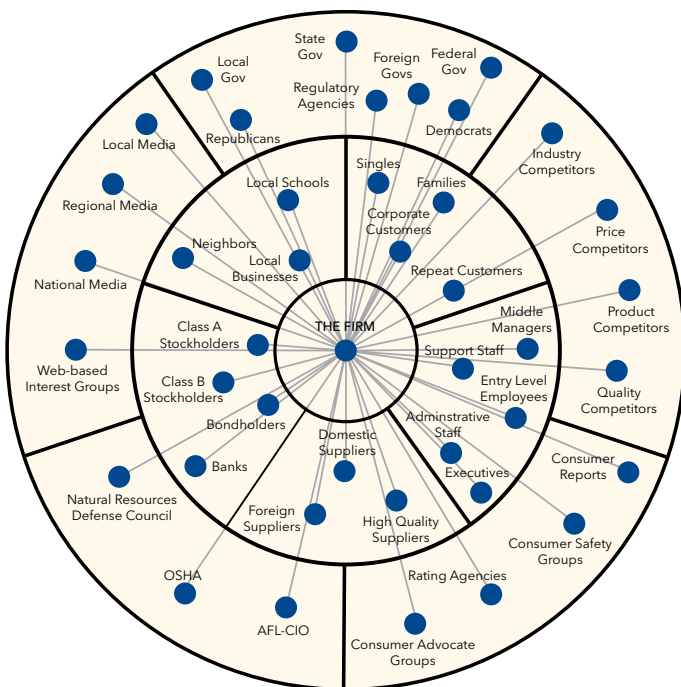 State
Gov
Local
Gov
Foreign
Govs
Federal
Gov
Regulatory
Agencies
Republicans
Democrats
Local Media
Industry
Competitors
Singles
Local Schools
Families
Regional Media
Corporate
Customers
Price
Competitors
Neighbors
Local
Businesses
Repeat Customers
National Media
Middle
Managers
Product
Competitors
THE FIRM
Class A
Stockholders
Support Staff
Web-based
Interest Groups
Class B
Stockholders
Entry Level
Employees
Quality
Competitors
Bondholders
Adminstrative
Staff
Domestic
Suppliers
Banks
Executives
Consumer
Reports
Natural Resources
Defense Council
Foreign
Suppliers
High Quality
Suppliers
Consumer Safety
Groups
OSHA
Rating Agencies
AFL-CIO
Consumer Advocate
Groups